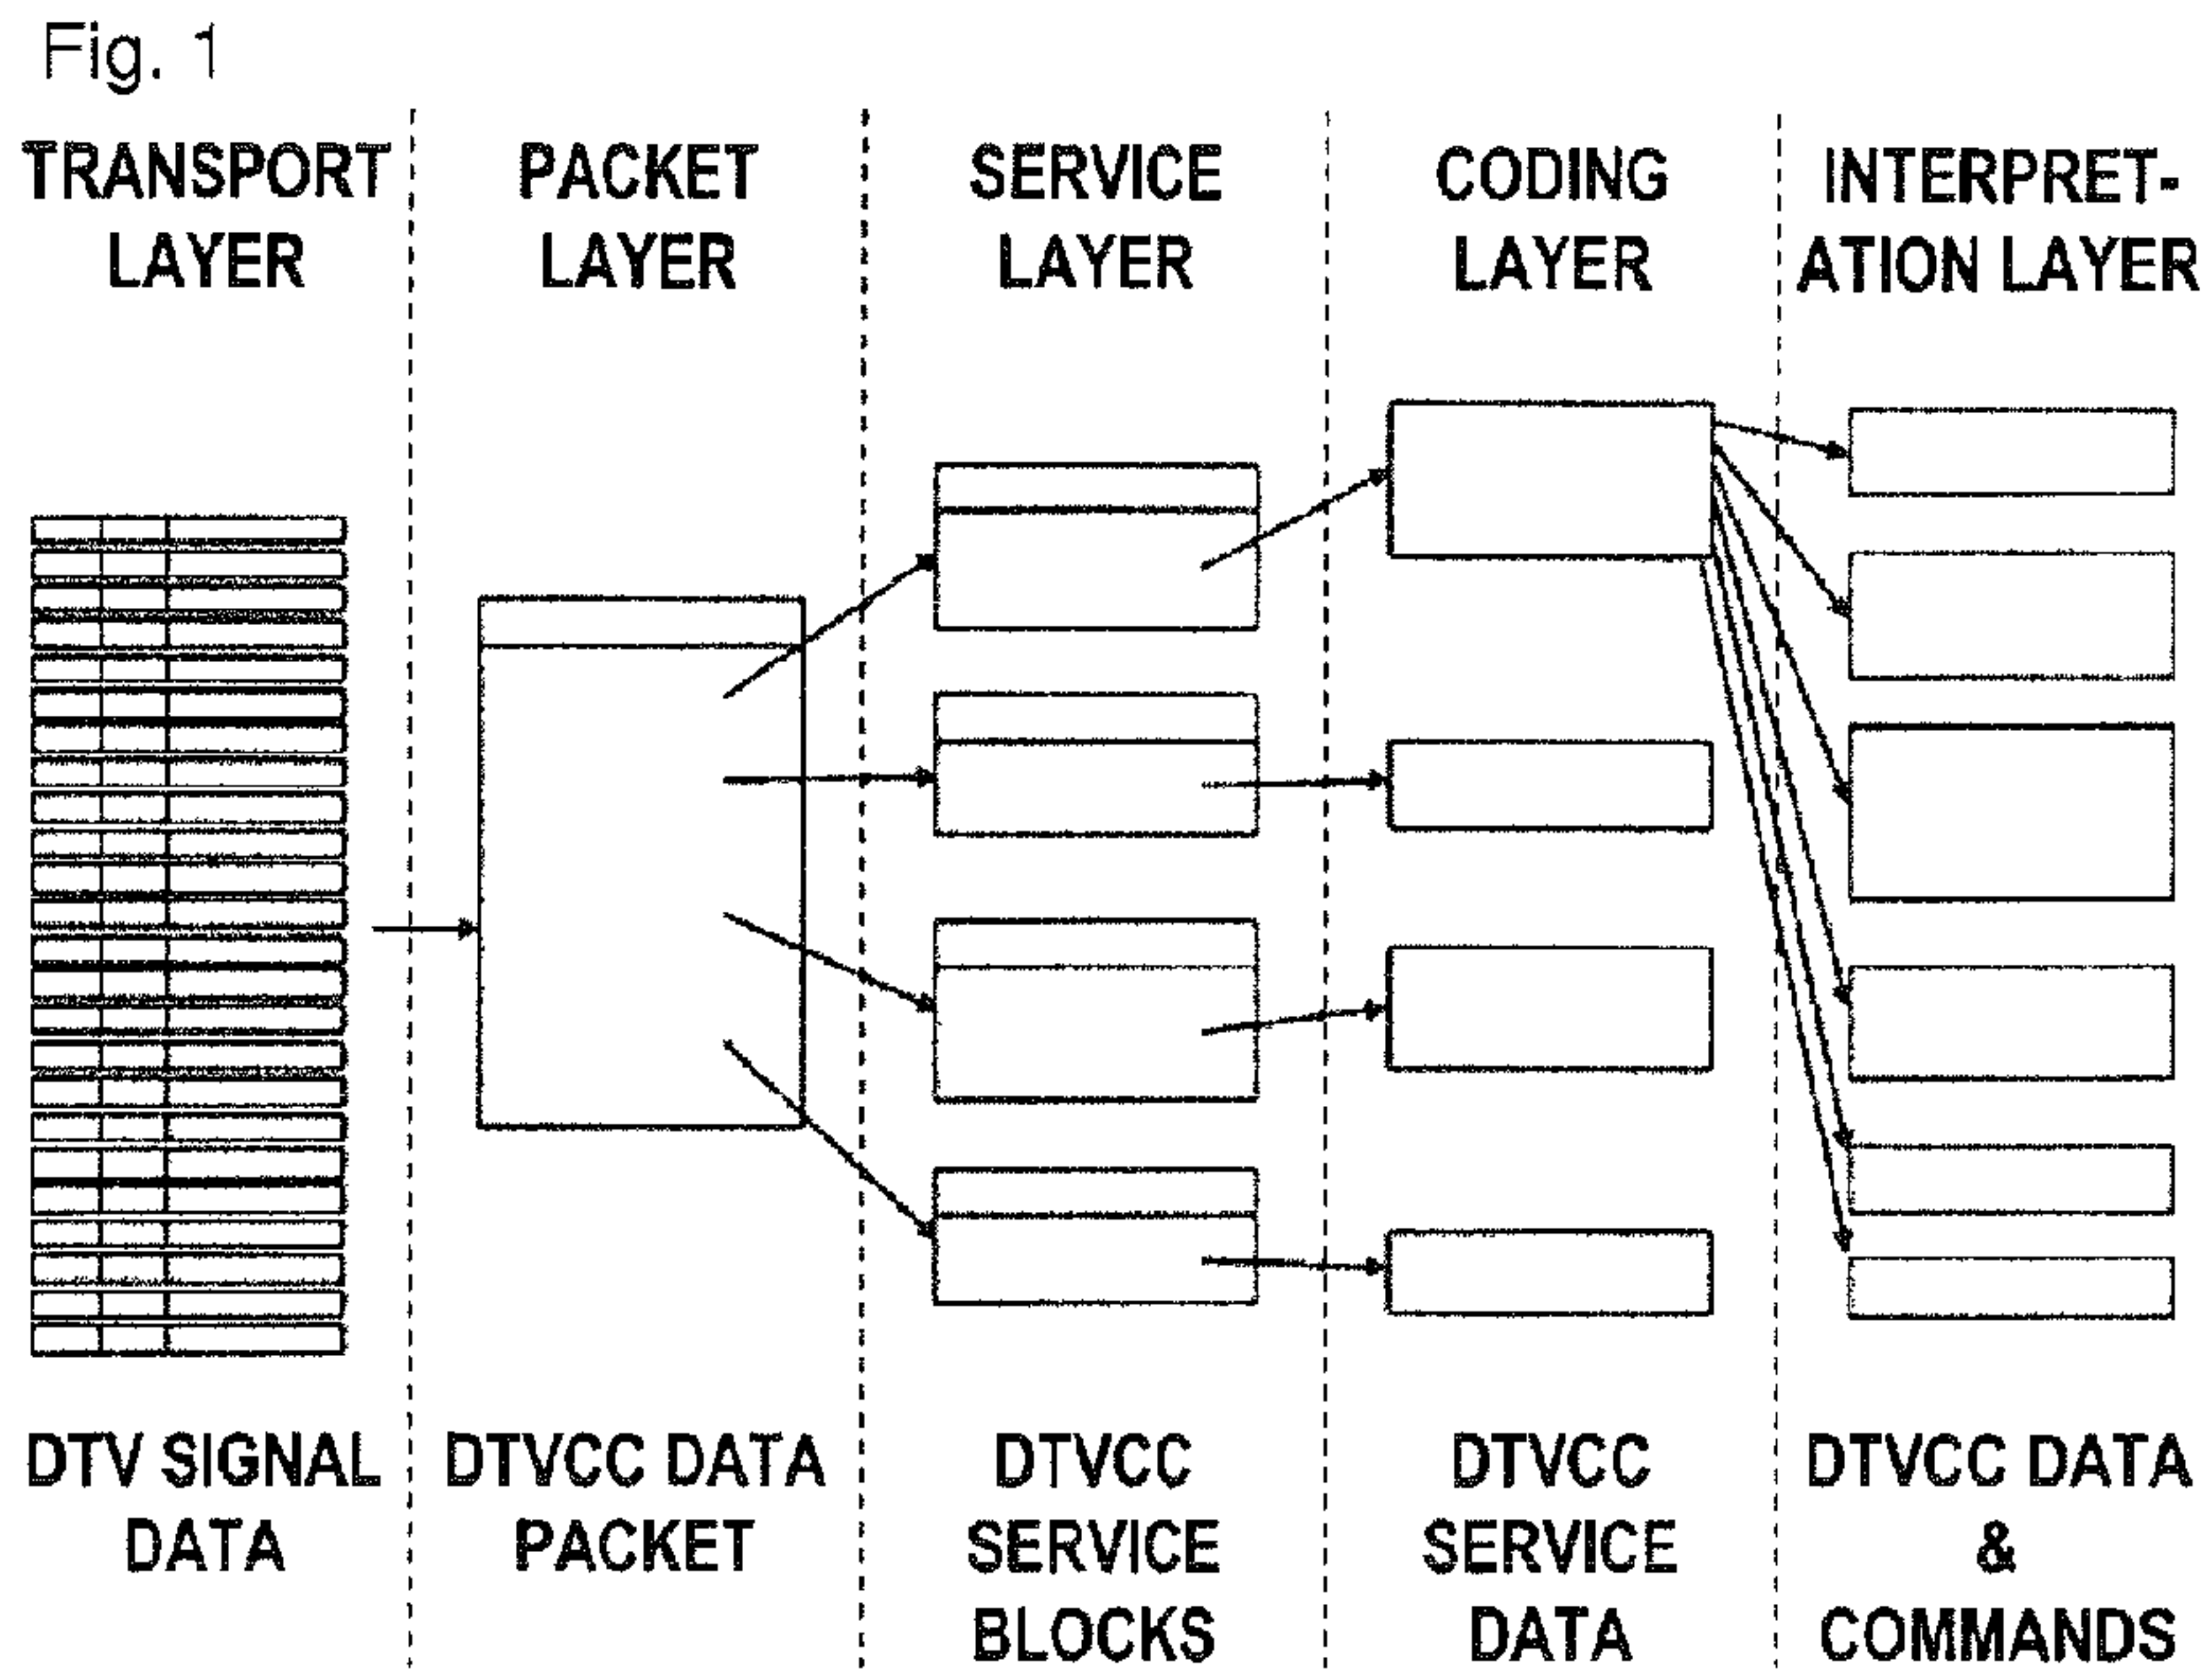 Fig. 1
TRANSPORT
LAYER
PACKET
LAYER
SERVICE
LAYER
CODING
LAYER
INTERPRET-
ATION LAYER
DTV SIGNAL
DATA
DTVCC DATA
PACKET
DTVCC
SERVICE
BLOCKS
DTVCC
SERVICE
DATA
DTVCC DATA
&
COMMANDS